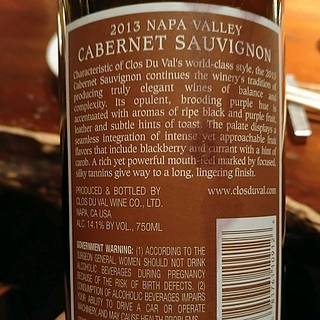 2013 NAPA VALLEY
CABERNET SAUVIGNON
Characteristic of Clos Du Val's world-class style, the 2013
Cabernet Sauvignon continues the winery's tradition of
producing truly elegant wines of balance and
complexity. Its opulent, brooding purple hue is
accentuated with aromas of ripe black and purple fruit,
leather and subtle hints of toast. The palate displays a
seamless integration of intense yet approachable fruit
flavors that include blackberry and currant with a hint of
carob. A rich yet powerful mouth-feel marked by focused,
silky tannins give way to a long, lingering finish.
PRODUCED & BOTTLED BY
www.closduval.com
CLOS DU VAL WINE CO., LTD.
NAPA, CA USA
ALC. 14.1% BY VOL., 750ML
GOVERNMENT WARNING: (1) ACCORDING TO THE
SURGEON GENERAL, WOMEN SHOULD NOT DRINK
ALCOHOLIC BEVERAGES DURING PREGNANCY
BECAUSE OF THE RISK OF BIRTH DEFECTS. (2)
CONSUMPTION OF ALCOHOLIC BEVERAGES IMPAIRS
YOUR ABILITY TO DRIVE A CAR OR OPERATE
MACHINERY AND MAY CAUSE HEALTH PROBLEMS.